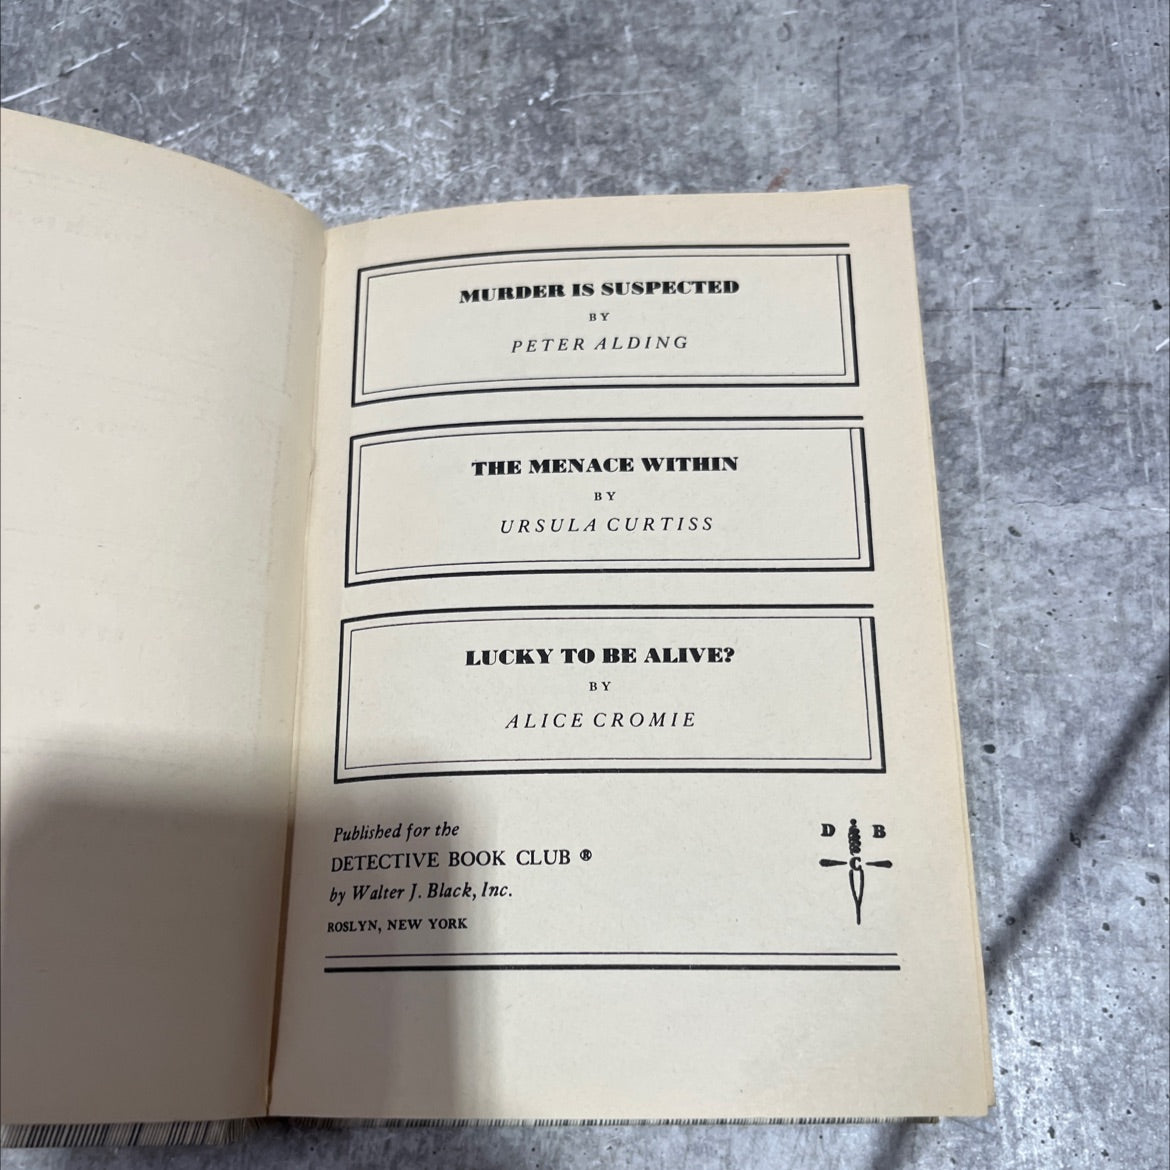 MURDER IS SUSPECTED
BY
PETER ALDING
THE MENACE WITHIN
BY
URSULA CURTISS
LUCKY TO BE ALIVE?
BY
ALICE CROMIE
Published for the
DETECTIVE BOOK CLUB ®
by Walter J. Black, Inc.
ROSLYN, NEW YORK
D B
C